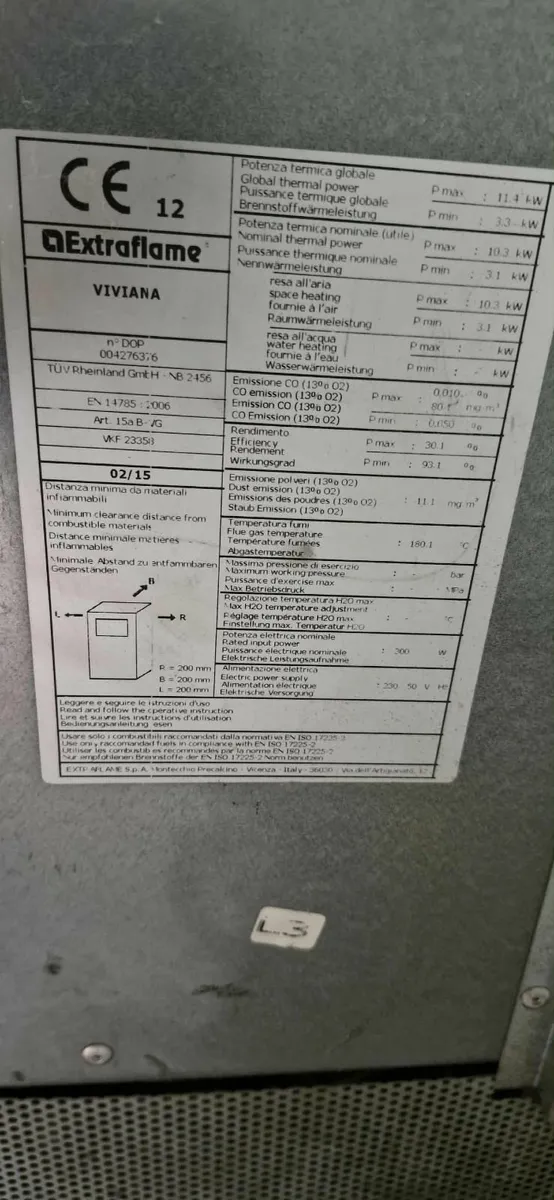 CE 12
Extraflame
VIVIANA
n° DOP
004276376
TÜV Rheinland GmbH - NB 2456
EN 14785 : 2006
Art. 15a B-VG
VKF 23358
02/15
Distanza minima da materiali
infiammabili
Minimum clearance distance from
combustible materials
Distance minimale matieres
inflammables
Minimale Abstand zu entfammbaren
Gegenständen
B
L
R
R = 200 mm
B = 200 mm
L = 200 mm
Potenza termica globale
Global thermal power
Puissance termique globale
Brennstoffwärmeleistung
P max : 11.4 kW
P min : 3.3 kW
Potenza termica nominale (utile)
Nominal thermal power
Puissance thermique nominale
Nennwärmeleistung
P max : 10.3 kW
P min : 3.1 kW
resa all'aria
space heating
fournie à l'air
Raumwärmeleistung
P max : 10.3 kW
P min : 3.1 kW
resa all'acqua
water heating
fournie à l'eau
Wasserwärmeleistung
P max : - kW
P min : - kW
Emissione CO (13% O2)
CO emission (13% O2)
Emission CO (13% O2)
CO Emission (13% O2)
P max : 0,010 %
mg m³
P min : 0,050 %
Rendimento
Efficiency
Rendement
Wirkungsgrad
P max : %
P min : 93.1 %
Emissione polveri (13% O2)
Dust emission (13% O2)
Emissions des poudres (13% O2)
Staub Emission (13% O2)
: 11.1 mg m³
Temperatura fumi
Flue gas temperature
Température fumées
Abgastemperatur
: 180.1 °C
Massima pressione di esercizio
Maximum working pressure
Puissance d'exercise max
Max Betriebsdruck
: - bar
: - MPa
Regolazione temperatura H2O max
Max H2O temperature adjustment
Réglage température H2O max
Einstellung max. Temperatur H2O
: - °C
Potenza elettrica nominale
Rated input power
Puissance électrique nominale
Elektrische Leistungsaufnahme
: 300 W
Alimentazione elettrica
Electric power supply
Alimentation électrique
Elektrische Versorgung
: 230 50 V Hz
Leggere e seguire le istruzioni d'uso
Read and follow the operative instruction
Lire et suivre les instructions d'utilisation
Bedienungsanleitung lesen
Usare solo i combustibili raccomandati dalla normativa EN ISO 17225-2
Use only raccomandad fuels in compliance with EN ISO 17225-2
Utiliser les combustibles recommandes par la norme EN ISO 17225-2
Nur empfohlenen Brennstoffe der EN ISO 17225-2 Norm benutzen
EXTRAFLAME S.p.A. Montecchio Precalcino - Vicenza - Italy - 36030 Via dell'Artigianato, 12
L3